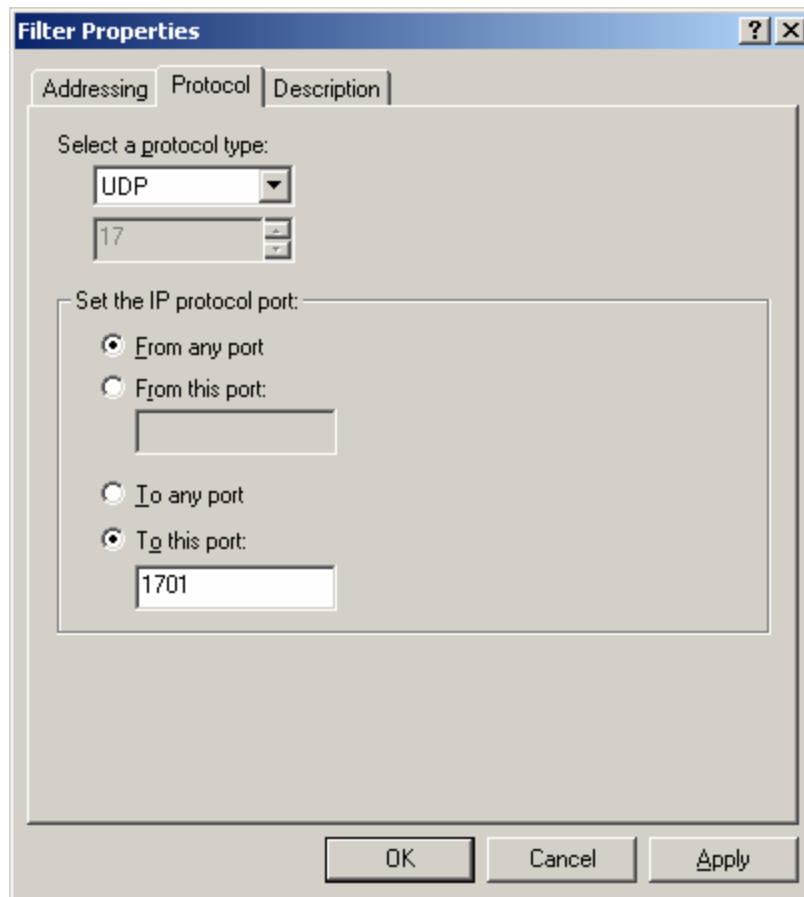 Filter Properties
Addressing Protocol Description
Select a protocol type:
UDP
17
Set the IP protocol port:
From any port
From this port:
To any port
To this port:
1701
OK Cancel Apply